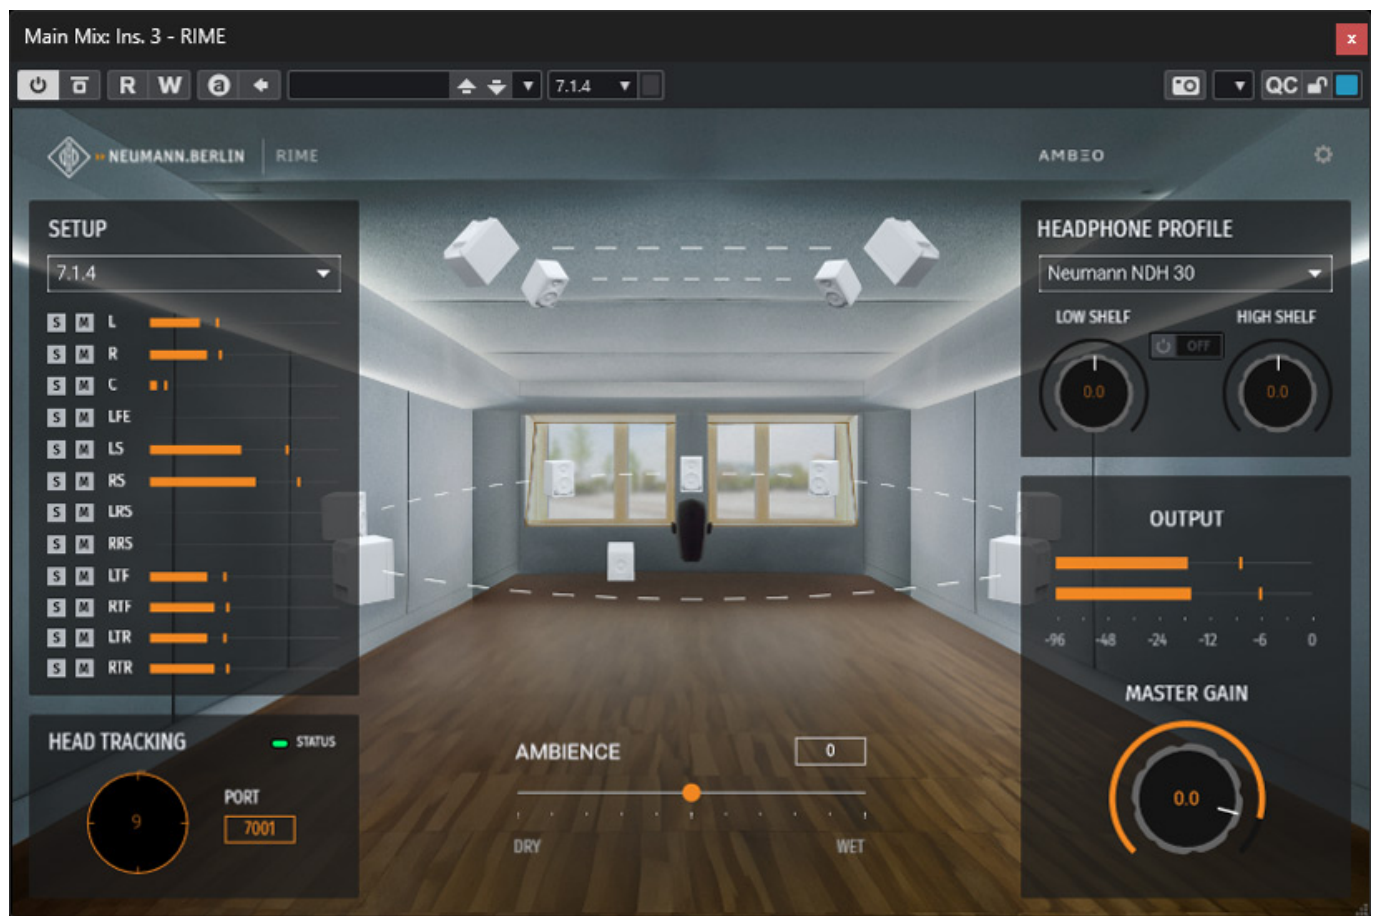 Main Mix: Ins. 3 - RIME
x
R W a 7.1.4 QC
NEUMANN.BERLIN RIME
AMBEO
SETUP
7.1.4
S M L
S M R
S M C
S M LFE
S M LS
S M RS
S M LRS
S M RRS
S M LTF
S M RTF
S M LTR
S M RTR
HEAD TRACKING STATUS
9
PORT
7001
AMBIENCE 0
DRY WET
HEADPHONE PROFILE
Neumann NDH 30
LOW SHELF HIGH SHELF
OFF
0.0 0.0
OUTPUT
-96 -48 -24 -12 -6 0
MASTER GAIN
0.0